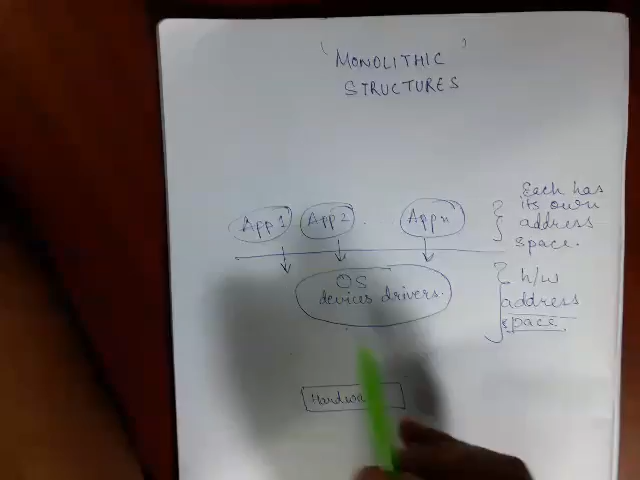 ' MONOLITHIC '
STRUCTURES
Each has
its own
address
space.
App 1
App 2
App n
OS
devices drivers.
h/w
address
space